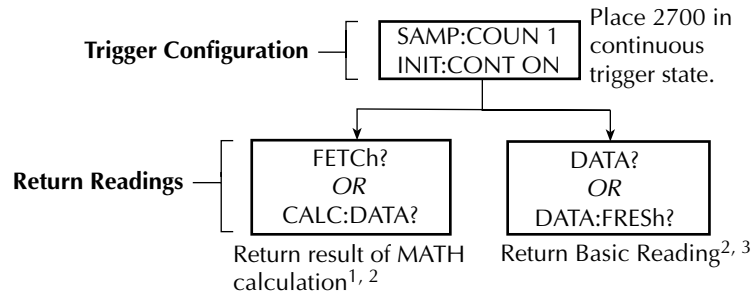 Trigger Configuration
SAMP:COUN 1
INIT:CONT ON
Place 2700 in
continuous
trigger state.
Return Readings
FETCh?
OR
CALC:DATA?
DATA?
OR
DATA:FRESh?
Return result of MATH
calculation1, 2
Return Basic Reading2, 3